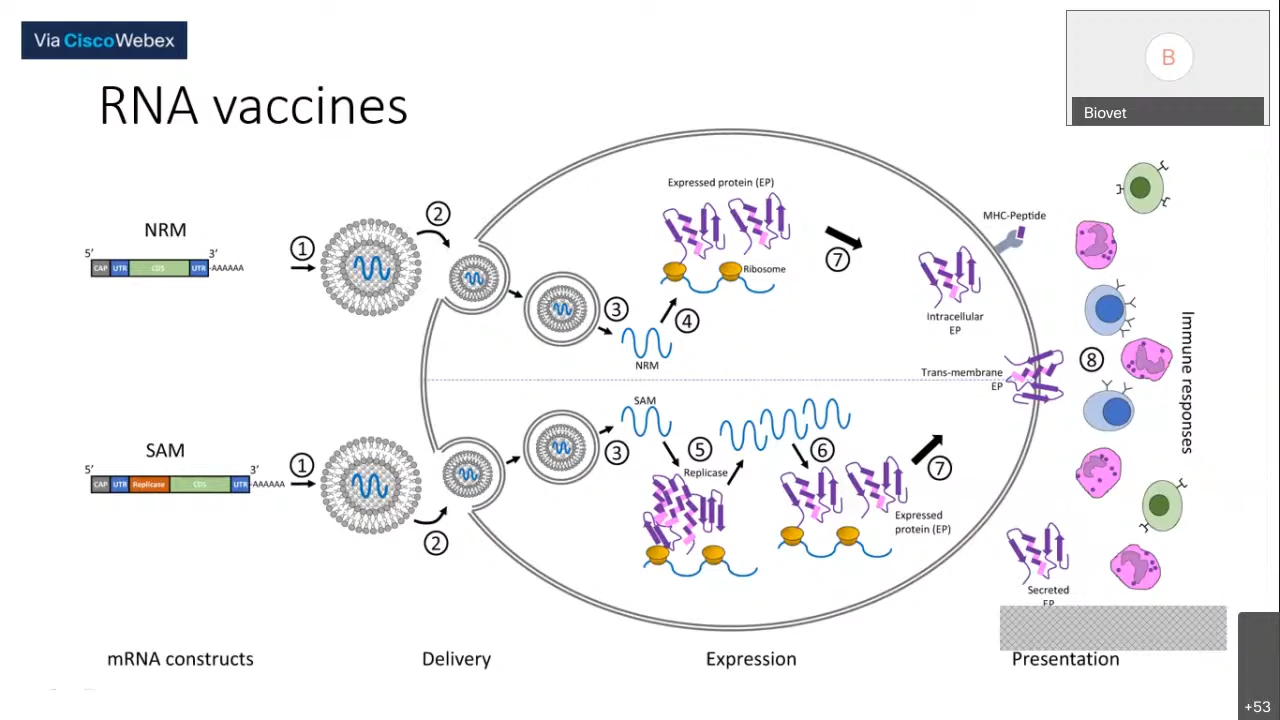 Via CiscoWebex
B
Biovet
RNA vaccines
NRM
5’
3’
CAP
UTR
CDS
UTR
AAAAAA
1
2
3
NRM
4
Expressed protein (EP)
Ribosome
7
MHC-Peptide
Intracellular
EP
Trans-membrane
EP
8
Immune responses
SAM
5’
3’
CAP
UTR
Replicase
CDS
UTR
AAAAAA
1
2
3
SAM
5
Replicase
6
Expressed
protein (EP)
7
Secreted
EP
mRNA constructs
Delivery
Expression
Presentation
+53